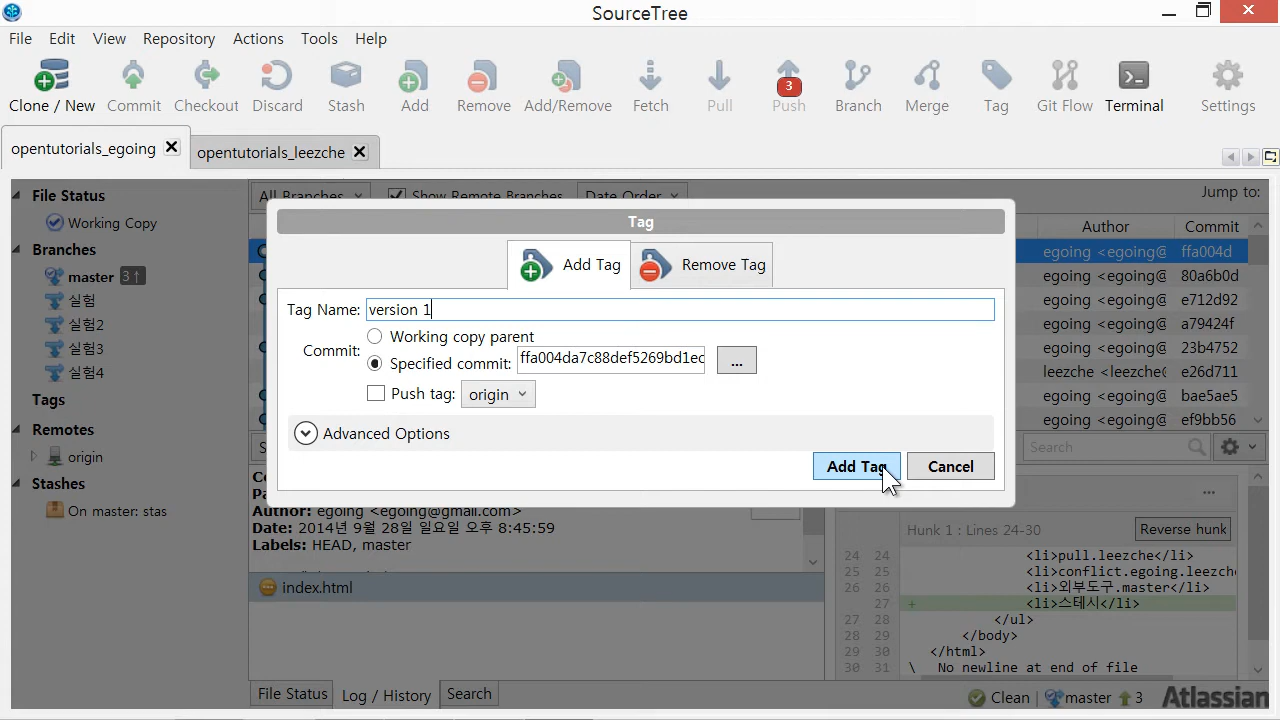 SourceTree
File Edit View Repository Actions Tools Help
Clone / New Commit Checkout Discard Stash Add Remove Add/Remove Fetch Pull 3 Push Branch Merge Tag Git Flow Terminal Settings
opentutorials_egoing opentutorials_leezche
File Status
Working Copy
Branches
master 3↑
실험
실험2
실험3
실험4
Tags
Remotes
origin
Stashes
On master: stas
All Branches Show Remote Branches Date Order Jump to:
Author Commit
egoing <egoing@ ffa004d
egoing <egoing@ 80a6b0d
egoing <egoing@ e712d92
egoing <egoing@ a79424f
egoing <egoing@ 23b4752
leezche <leezche( e26d711
egoing <egoing@ bae5ae5
egoing <egoing@ ef9bb56
Tag
Add Tag Remove Tag
Tag Name: version 1
Commit:
Working copy parent
Specified commit: ffa004da7c88def5269bd1ec ...
Push tag: origin
Advanced Options
Add Tag Cancel
Search
Author: egoing <egoing@gmail.com>
Date: 2014년 9월 28일 일요일 오후 8:45:59
Labels: HEAD, master
index.html
...
Hunk 1 : Lines 24-30 Reverse hunk
24 24 <li>pull.leezche</li>
25 25 <li>conflict.egoing.leezche
26 26 <li>외부도구.master</li>
27 + <li>스테시</li>
27 28 </ul>
28 29 </body>
29 30 </html>
30 31 \ No newline at end of file
File Status Log / History Search
Clean master 3 Atlassian